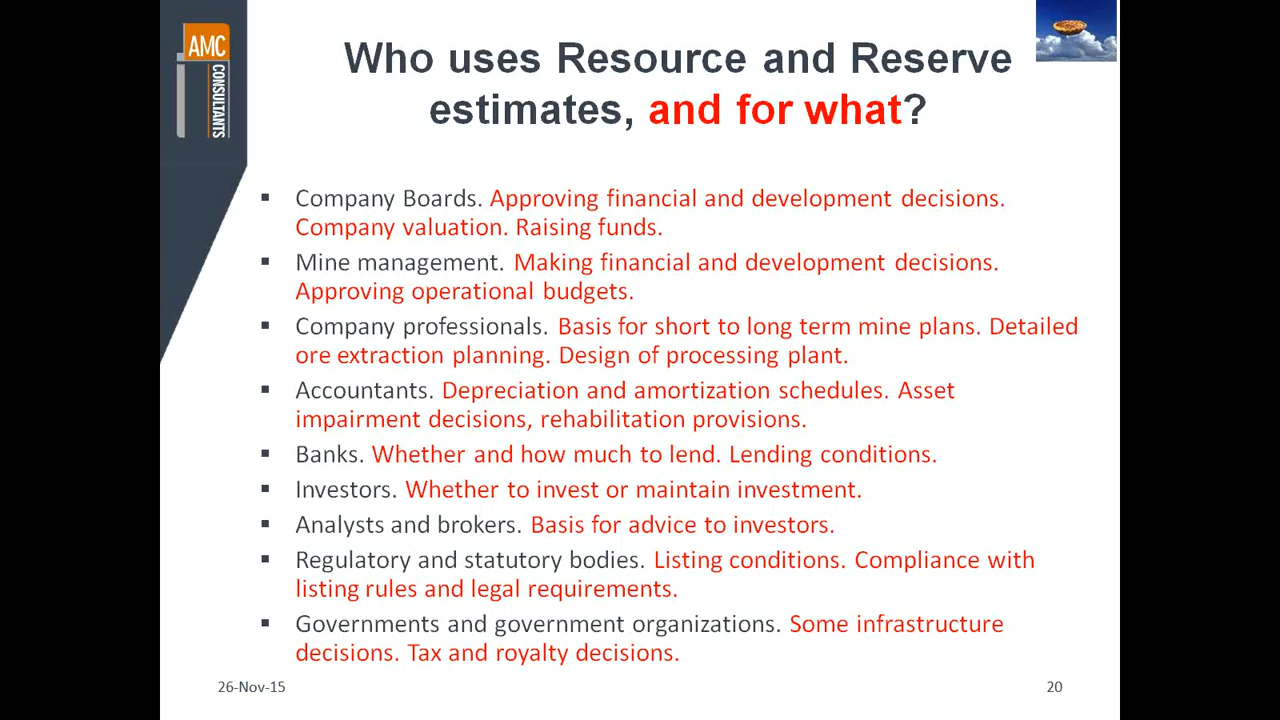 AMC
CONSULTANTS
Who uses Resource and Reserve
estimates, and for what?
▪ Company Boards. Approving financial and development decisions.
Company valuation. Raising funds.
▪ Mine management. Making financial and development decisions.
Approving operational budgets.
▪ Company professionals. Basis for short to long term mine plans. Detailed
ore extraction planning. Design of processing plant.
▪ Accountants. Depreciation and amortization schedules. Asset
impairment decisions, rehabilitation provisions.
▪ Banks. Whether and how much to lend. Lending conditions.
▪ Investors. Whether to invest or maintain investment.
▪ Analysts and brokers. Basis for advice to investors.
▪ Regulatory and statutory bodies. Listing conditions. Compliance with
listing rules and legal requirements.
▪ Governments and government organizations. Some infrastructure
decisions. Tax and royalty decisions.
26-Nov-15
20